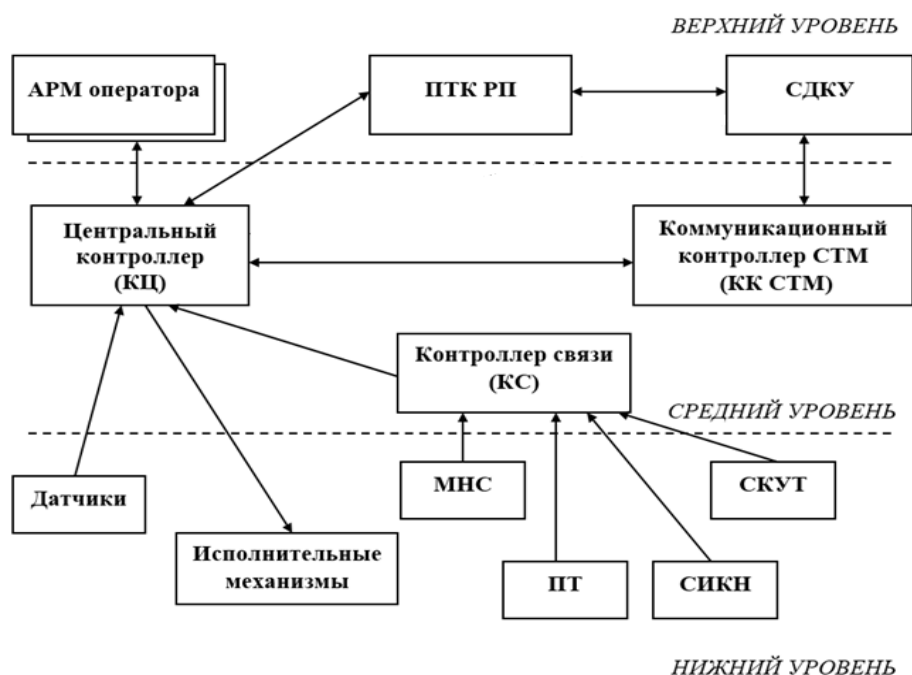 ВЕРХНИЙ УРОВЕНЬ
АРМ оператора
ПТК РП
СДКУ
Центральный
контроллер
(КЦ)
Коммуникационный
контроллер СТМ
(КК СТМ)
Контроллер связи
(КС)
СРЕДНИЙ УРОВЕНЬ
Датчики
МНС
СКУТ
Исполнительные
механизмы
ПТ
СИКН
НИЖНИЙ УРОВЕНЬ